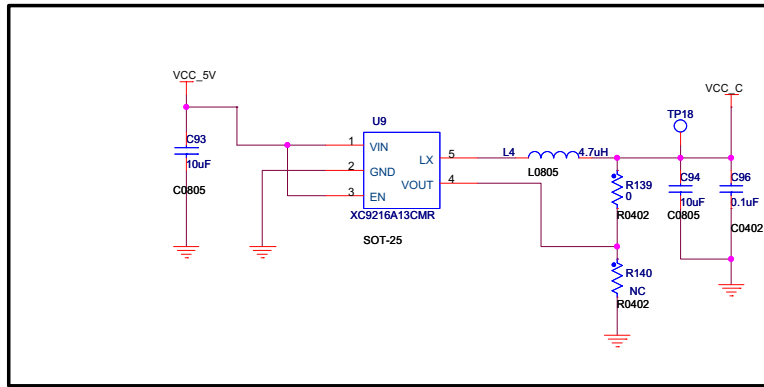 VCC_5V
VCC_C
TP18
U9
C93
10uF
C0805
1
VIN
2
GND
3
EN
LX
5
VOUT
4
XC9216A13CMR
SOT-25
L4
4.7uH
L0805
R139
0
R0402
C94
10uF
C0805
C96
0.1uF
C0402
R140
NC
R0402